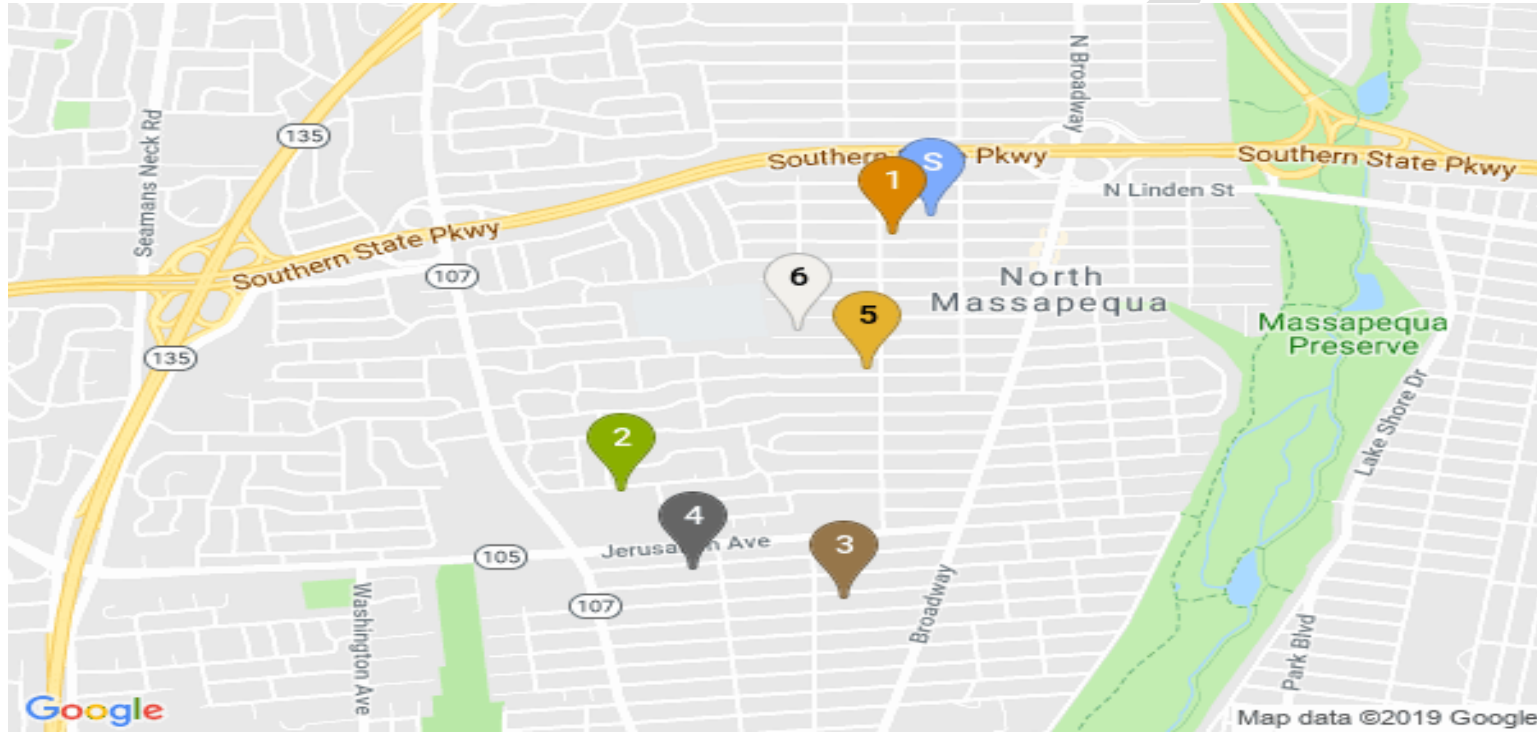 N Broadway
Seamans Neck Rd
135
Southern
Pkwy
S
Southern State Pkwy
1
N Linden St
Southern State Pkwy
107
6
North
Massapequa
5
Massapequa
Preserve
135
Lake Shore Dr
2
4
3
Ave
105
107
Washington Ave
Broadway
Park Blvd
Google
Map data ©2019 Google